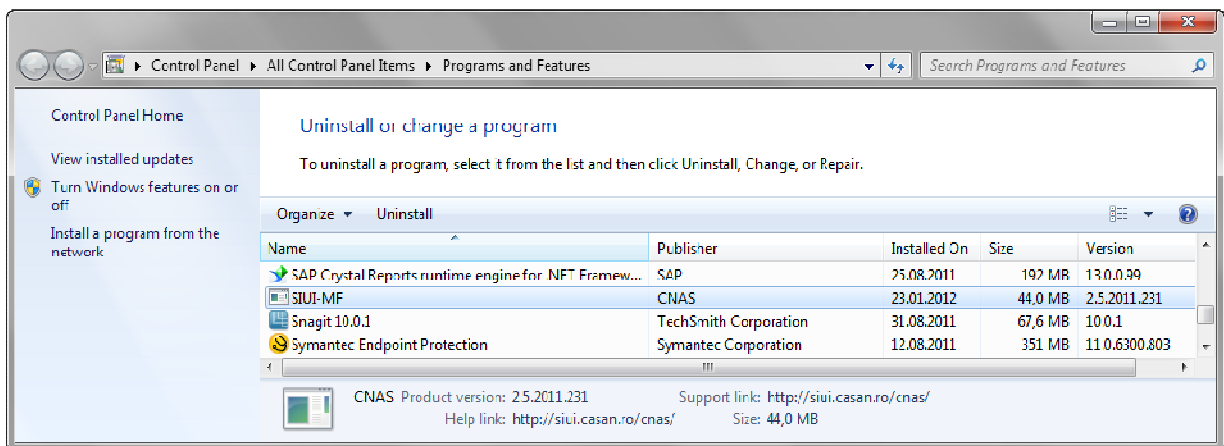 Control Panel All Control Panel Items Programs and Features Search Programs and Features
Control Panel Home
View installed updates
Turn Windows features on or off
Install a program from the network
Uninstall or change a program
To uninstall a program, select it from the list and then click Uninstall, Change, or Repair.
Organize Uninstall
Name Publisher Installed On Size Version
SAP Crystal Reports runtime engine for .NET Framew... SAP 25.08.2011 192 MB 13.0.0.99
SIUI-MF CNAS 23.01.2012 44,0 MB 2.5.2011.231
Snagit 10.0.1 TechSmith Corporation 31.08.2011 67,6 MB 10.0.1
Symantec Endpoint Protection Symantec Corporation 12.08.2011 351 MB 11.0.6300.803
CNAS Product version: 2.5.2011.231 Support link: http://siui.casan.ro/cnas/
Help link: http://siui.casan.ro/cnas/ Size: 44,0 MB